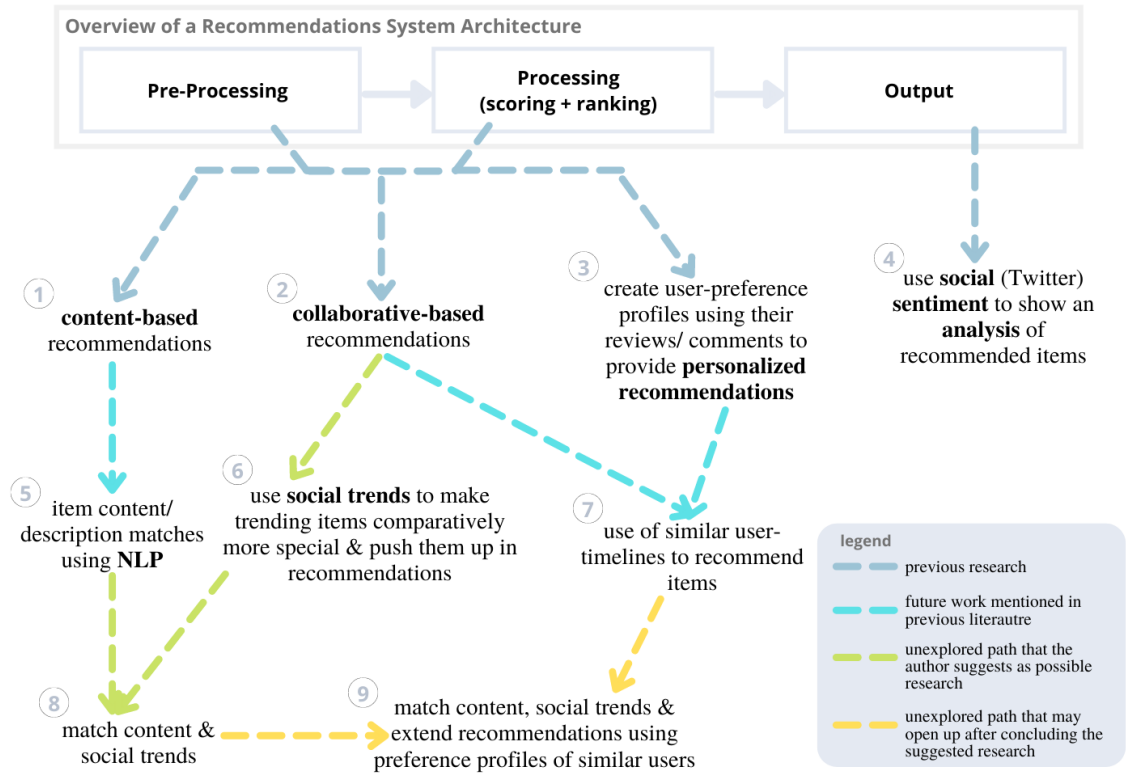 Overview of a Recommendations System Architecture
Pre-Processing
Processing
(scoring + ranking)
Output
1
content-based
recommendations
2
collaborative-based
recommendations
3
create user-preference
profiles using their
reviews/ comments to
provide personalized
recommendations
4
use social (Twitter)
sentiment to show an
analysis of
recommended items
5
item content/
description matches
using NLP
6
use social trends to make
trending items comparatively
more special & push them up in
recommendations
7
use of similar user-
timelines to recommend
items
8
match content &
social trends
9
match content, social trends &
extend recommendations using
preference profiles of similar users
legend
previous research
future work mentioned in
previous literautre
unexplored path that the
author suggests as possible
research
unexplored path that may
open up after concluding the
suggested research